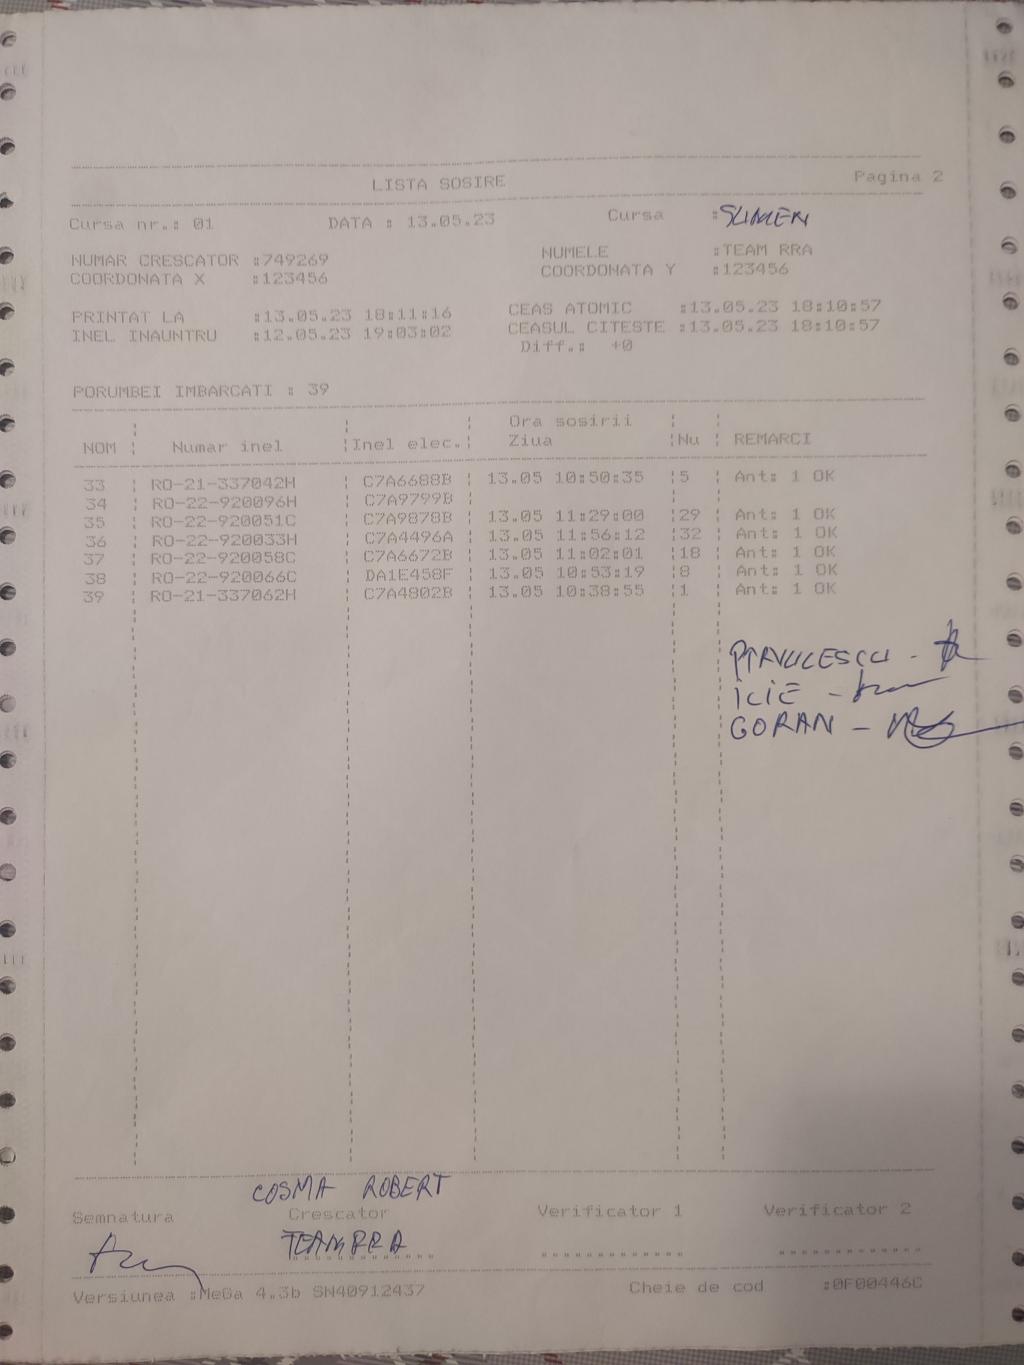 LISTA SOSIRE Pagina 2
Cursa nr.: 01 DATA : 13.05.23 Cursa :SUMEN
NUMAR CRESCATOR :749269 NUMELE :TEAM RRA
COORDONATA X :123456 COORDONATA Y :123456
PRINTAT LA :13.05.23 18:11:16 CEAS ATOMIC :13.05.23 18:10:57
INEL INAUNTRU :12.05.23 19:03:02 CEASUL CITESTE :13.05.23 18:10:57
Diff.: +0
PORUMBEI IMBARCATI : 39
Ora sosirii
NOM Numar inel Inel elec. Ziua Nu REMARCI
33 RO-21-337042H C7A6688B 13.05 10:50:35 5 Ant: 1 OK
34 RO-22-920096H C7A9799B
35 RO-22-920051C C7A9878B 13.05 11:29:00 29 Ant: 1 OK
36 RO-22-920033H C7A4496A 13.05 11:56:12 32 Ant: 1 OK
37 RO-22-920058C C7A6672B 13.05 11:02:01 18 Ant: 1 OK
38 RO-22-920066C DA1E458F 13.05 10:53:19 8 Ant: 1 OK
39 RO-21-337062H C7A4802B 13.05 10:38:55 1 Ant: 1 OK
ILIE -
GORAN -
COSMA ROBERT
Semnatura Crescator Verificator 1 Verificator 2
TEAM RRA
Versiunea :MeGa 4.3b SN40912437 Cheie de cod :0F00446C